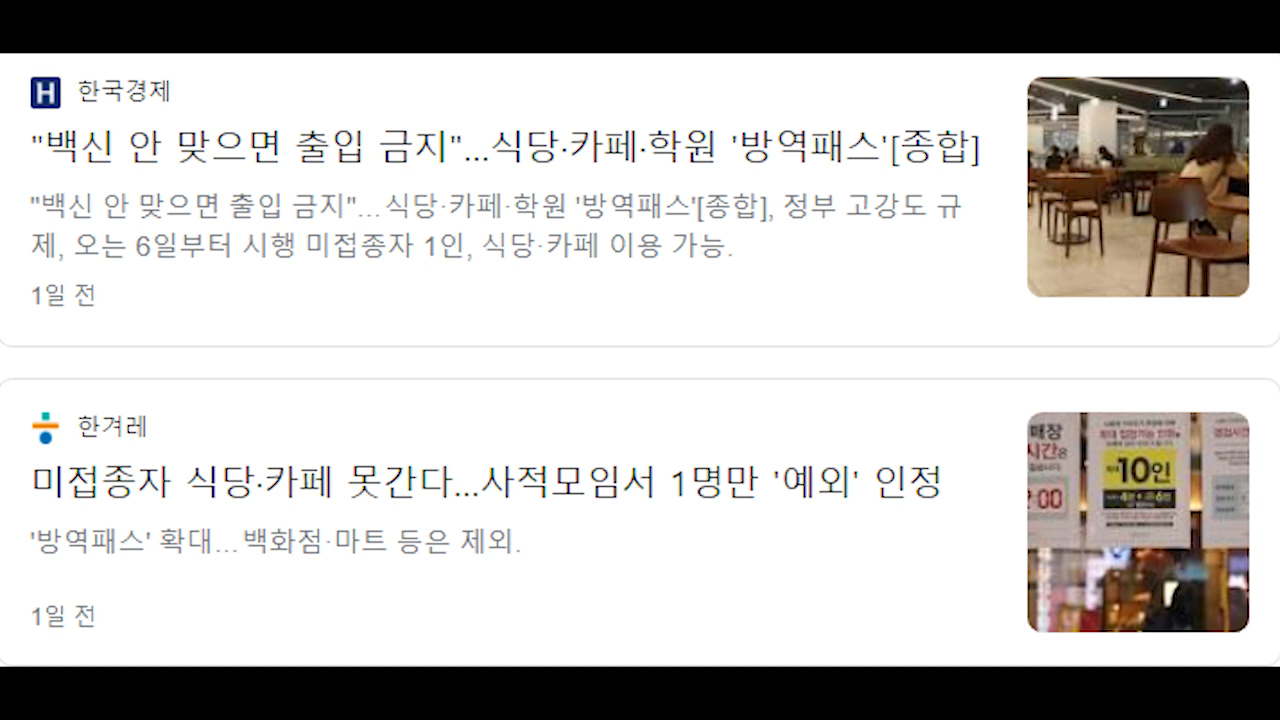 한국경제
"백신 안 맞으면 출입 금지"...식당·카페·학원 '방역패스'[종합]
"백신 안 맞으면 출입 금지"...식당·카페·학원 '방역패스'[종합], 정부 고강도 규
제, 오는 6일부터 시행 미접종자 1인, 식당·카페 이용 가능.
1일 전
한겨레
미접종자 식당·카페 못간다...사적모임서 1명만 '예외' 인정
'방역패스' 확대...백화점·마트 등은 제외.
1일 전
매장
10인
:00